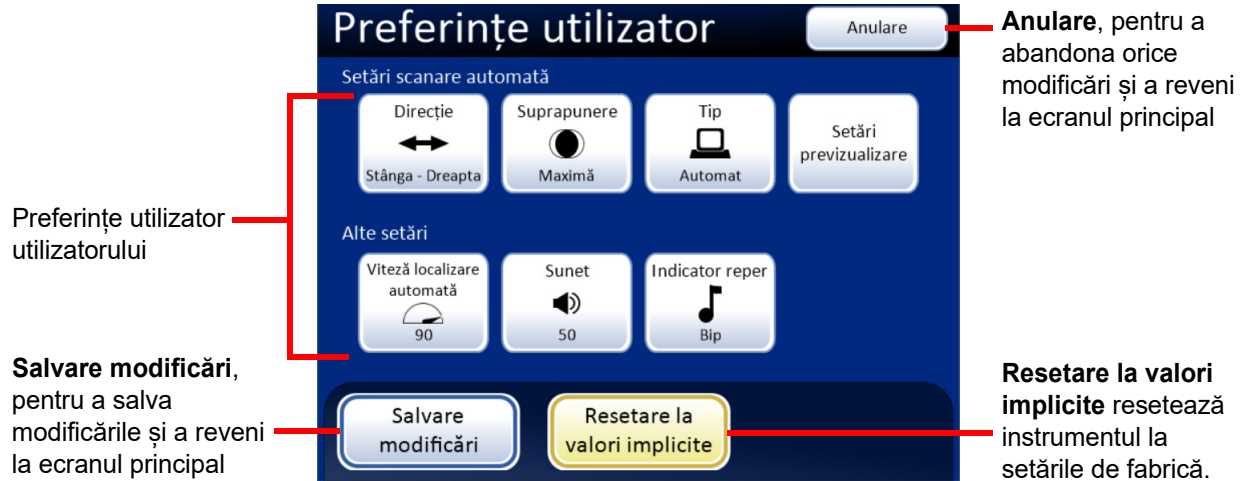 Preferințe utilizator
Anulare
Anulare, pentru a
abandona orice
modificări și a reveni
la ecranul principal
Setări scanare automată
Direcție
Stânga - Dreapta
Suprapunere
Maximă
Tip
Automat
Setări
previzualizare
Preferințe utilizator
utilizatorului
Alte setări
Viteză localizare
automată
90
Sunet
50
Indicator reper
Bip
Salvare modificări,
pentru a salva
modificările și a reveni
la ecranul principal
Salvare
modificări
Resetare la
valori implicite
Resetare la valori
implicite resetează
instrumentul la
setările de fabrică.